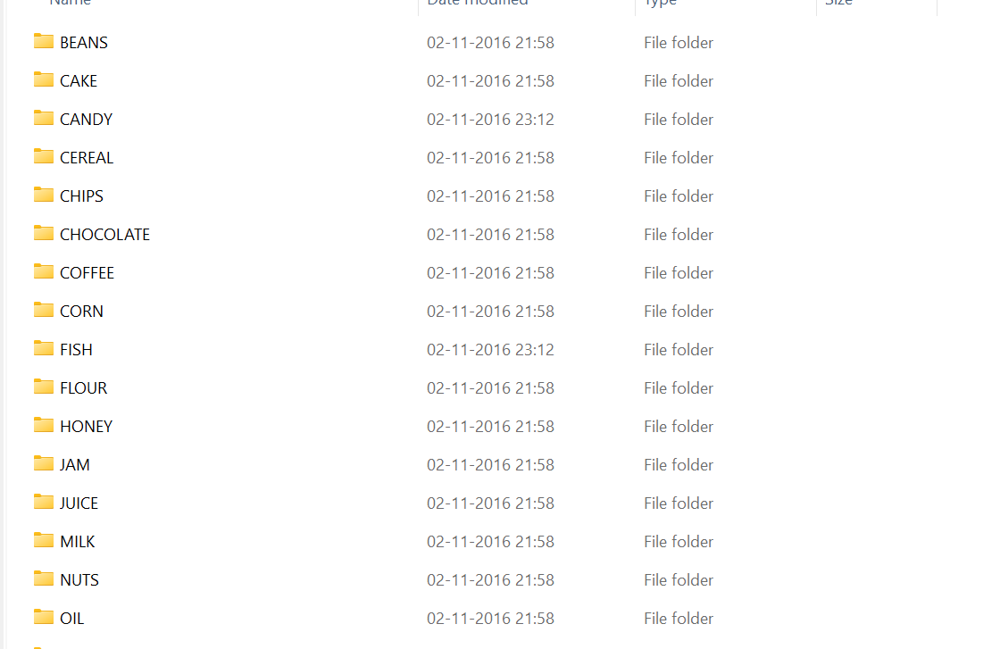 Name Date modified Type Size
BEANS 02-11-2016 21:58 File folder
CAKE 02-11-2016 21:58 File folder
CANDY 02-11-2016 23:12 File folder
CEREAL 02-11-2016 21:58 File folder
CHIPS 02-11-2016 21:58 File folder
CHOCOLATE 02-11-2016 21:58 File folder
COFFEE 02-11-2016 21:58 File folder
CORN 02-11-2016 21:58 File folder
FISH 02-11-2016 23:12 File folder
FLOUR 02-11-2016 21:58 File folder
HONEY 02-11-2016 21:58 File folder
JAM 02-11-2016 21:58 File folder
JUICE 02-11-2016 21:58 File folder
MILK 02-11-2016 21:58 File folder
NUTS 02-11-2016 21:58 File folder
OIL 02-11-2016 21:58 File folder